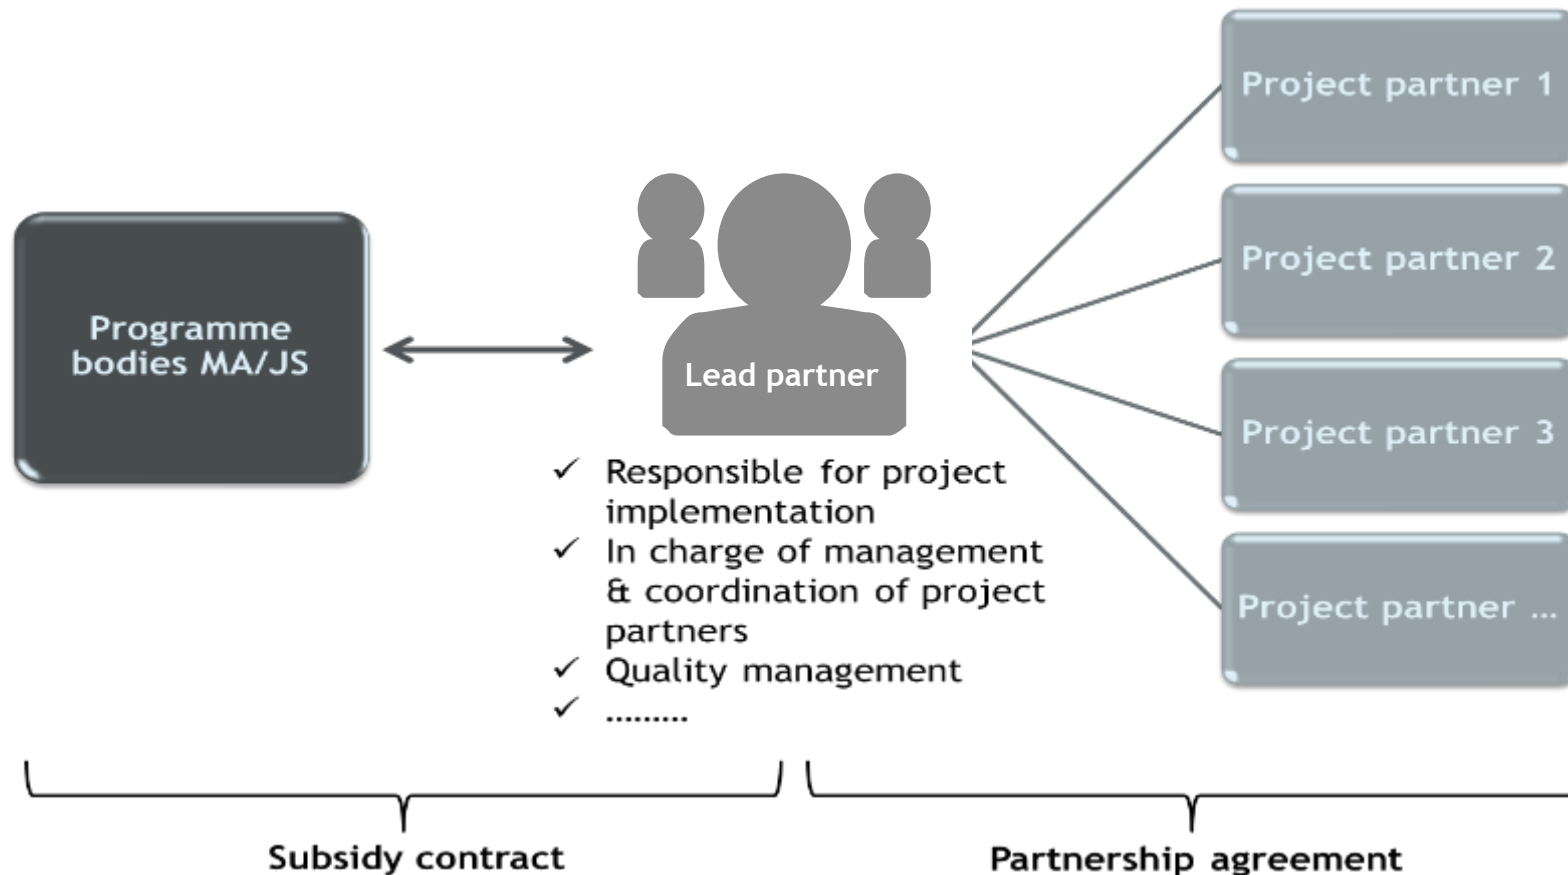 Project partner 1
Project partner 2
Programme
bodies MA/JS
Lead partner
Project partner 3
✓ Responsible for project
implementation
✓ In charge of management
& coordination of project
partners
✓ Quality management
✓ .........
Project partner ...
Subsidy contract
Partnership agreement